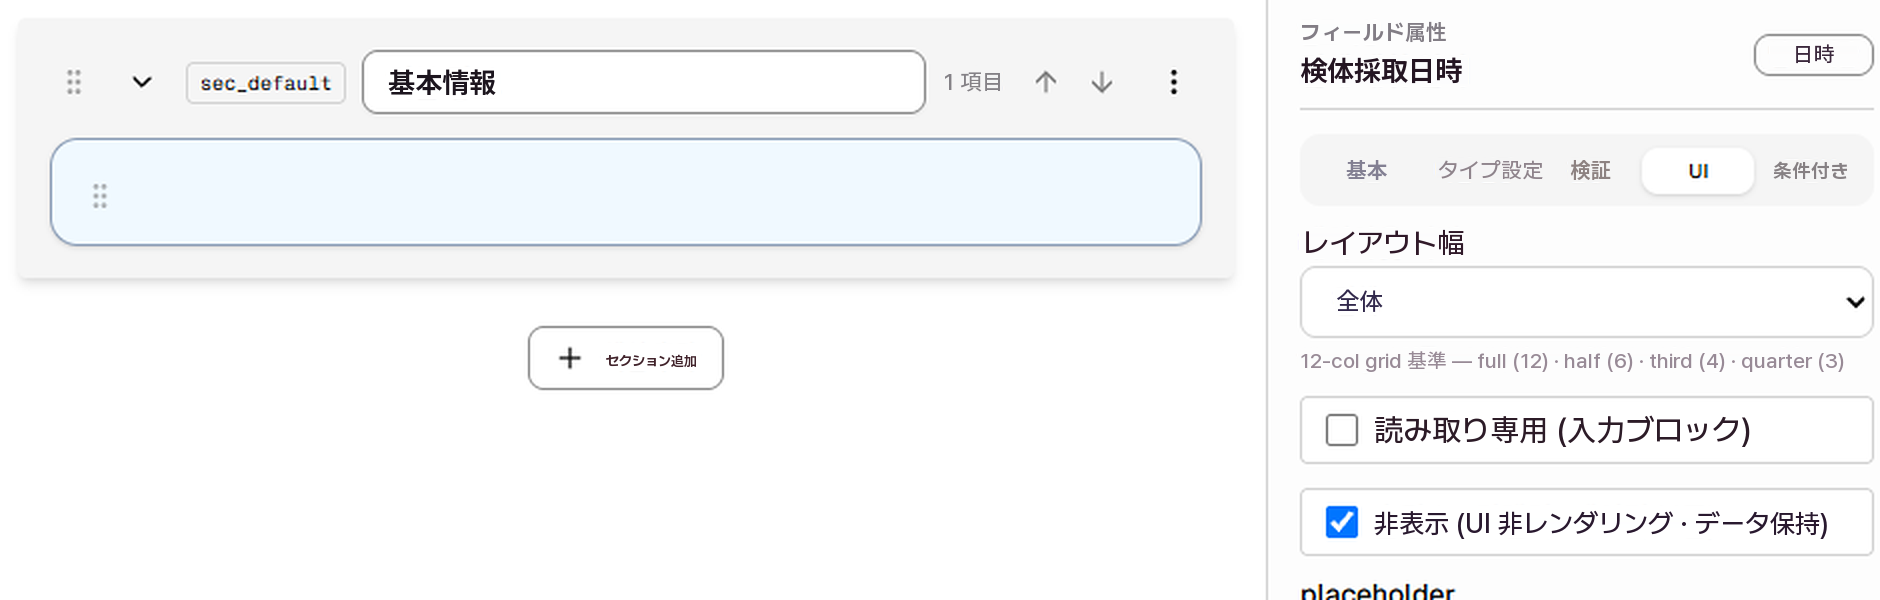 sec_default
基本情報
1 項目
セクション追加
フィールド属性
検体採取日時
日時
基本
タイプ設定
検証
UI
条件付き
レイアウト幅
全体
12-col grid 基準 — full (12) · half (6) · third (4) · quarter (3)
読み取り専用 (入力ブロック)
非表示 (UI 非レンダリング · データ保持)
placeholder